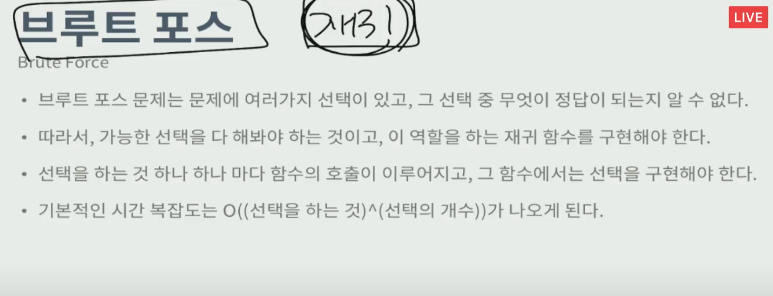 브루트 포스
LIVE
Brute Force
• 브루트 포스 문제는 문제에 여러가지 선택이 있고, 그 선택 중 무엇이 정답이 되는지 알 수 없다.
• 따라서, 가능한 선택을 다 해봐야 하는 것이고, 이 역할을 하는 재귀 함수를 구현해야 한다.
• 선택을 하는 것 하나 하나 마다 함수의 호출이 이루어지고, 그 함수에서는 선택을 구현해야 한다.
• 기본적인 시간 복잡도는 O((선택을 하는 것)^(선택의 개수))가 나오게 된다.